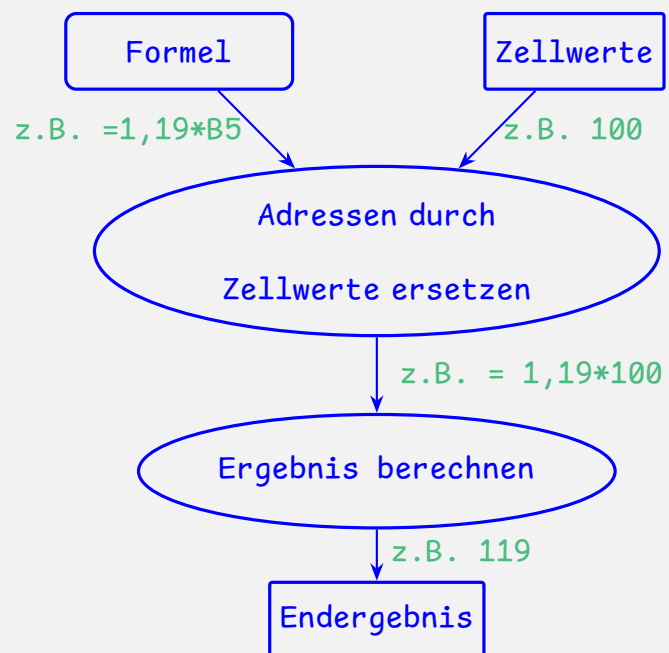 Formel
Zellwerte
z.B. =1,19*B5
z.B. 100
Adressen durch
Zellwerte ersetzen
z.B. = 1,19*100
Ergebnis berechnen
z.B. 119
Endergebnis